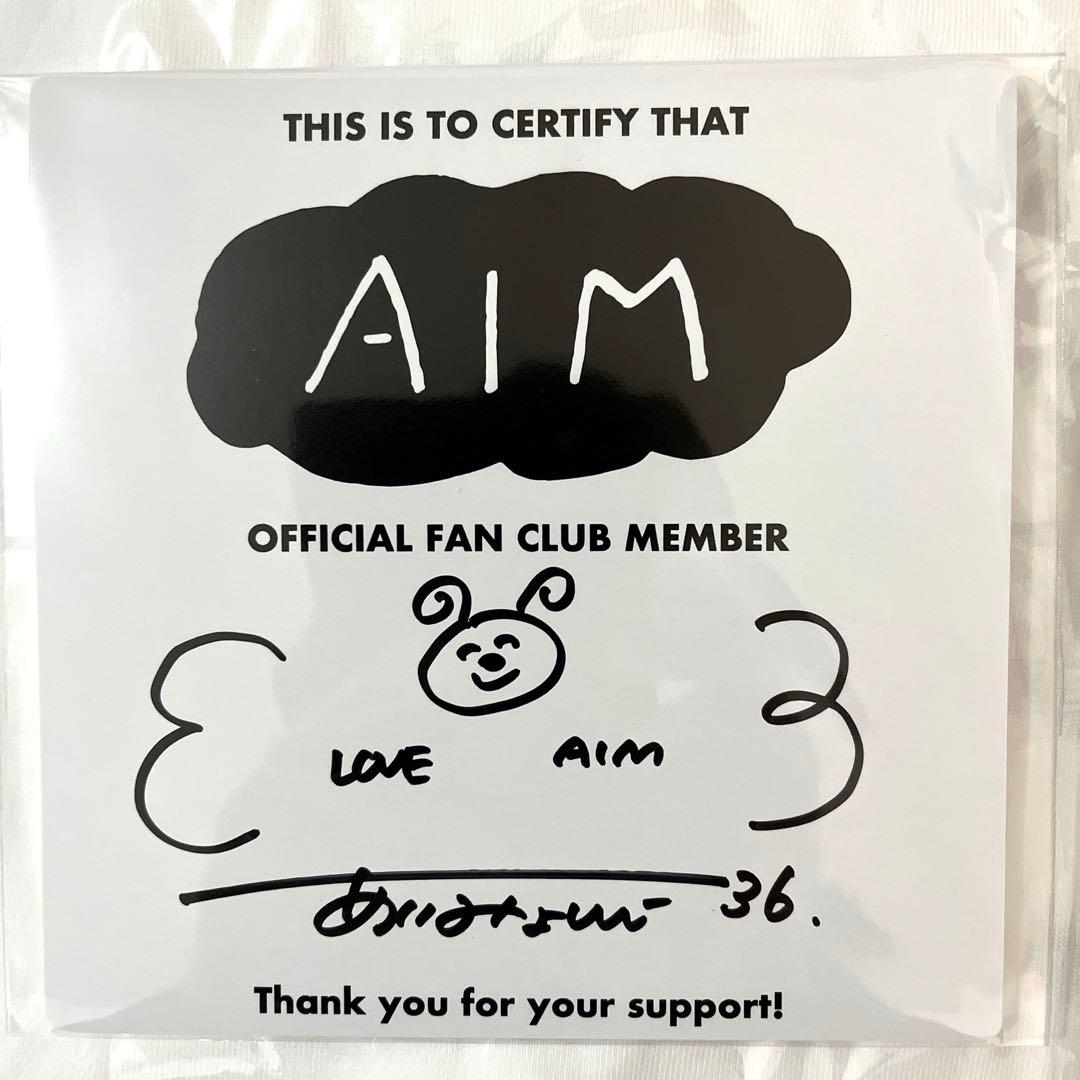 THIS IS TO CERTIFY THAT
AIM
OFFICIAL FAN CLUB MEMBER
LOVE AIM
あいみょん 36.
Thank you for your support!